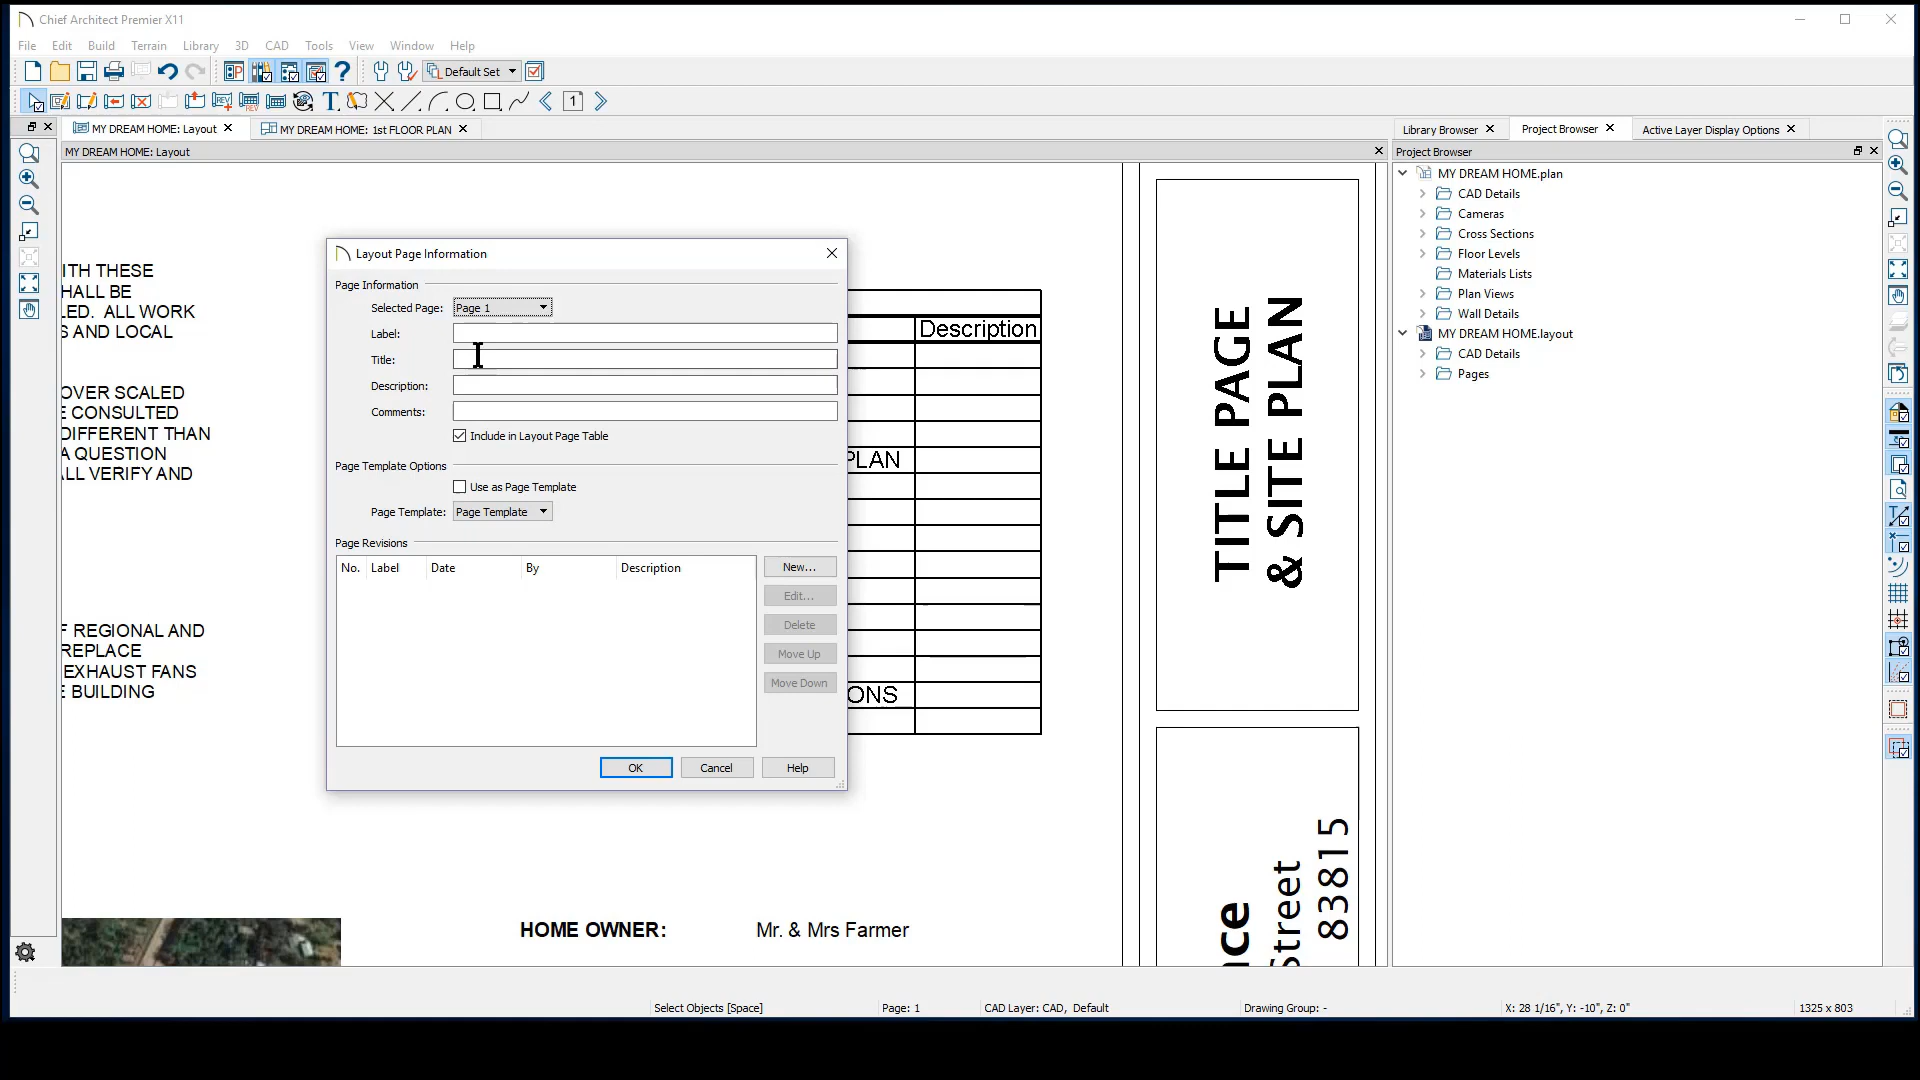 Chief Architect Premier X11
File Edit Build Terrain Library 3D CAD Tools Library View Window Help
Default Set
1
MY DREAM HOME: Layout
MY DREAM HOME: 1st FLOOR PLAN
Library Browser
Project Browser
Active Layer Display Options
MY DREAM HOME: Layout
Project Browser
MY DREAM HOME.plan
CAD Details
Cameras
Cross Sections
Floor Levels
Materials Lists
Plan Views
Wall Details
MY DREAM HOME.layout
CAD Details
Pages
ITH THESE
HALL BE
LED. ALL WORK
S AND LOCAL
OVER SCALED
E CONSULTED
DIFFERENT THAN
A QUESTION
ALL VERIFY AND
F REGIONAL AND
REPLACE
EXHAUST FANS
E BUILDING
Layout Page Information
Page Information
Selected Page: Page 1
Label:
Title:
Description:
Comments:
Include in Layout Page Table
Page Template Options
Use as Page Template
Page Template: Page Template
Page Revisions
No. Label Date By Description
New...
Edit...
Delete
Move Up
Move Down
OK Cancel Help
Description
PLAN
ONS
TITLE PAGE
& SITE PLAN
nce
Street
83815
HOME OWNER: Mr. & Mrs Farmer
Select Objects [Space] Page: 1 CAD Layer: CAD, Default Drawing Group: - X: 28 1/16", Y: -10", Z: 0" 1325 x 803